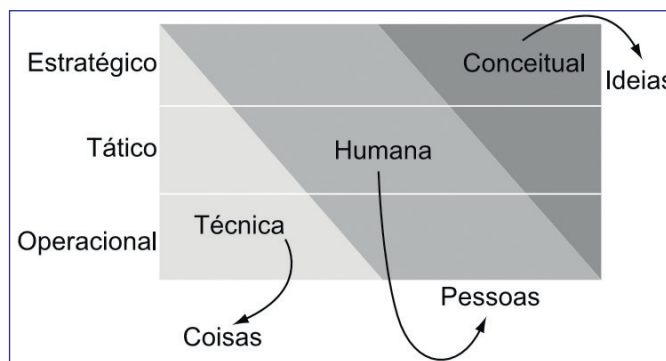 Estratégico
Conceitual
Ideias
Tático
Humana
Operacional
Técnica
Pessoas
Coisas